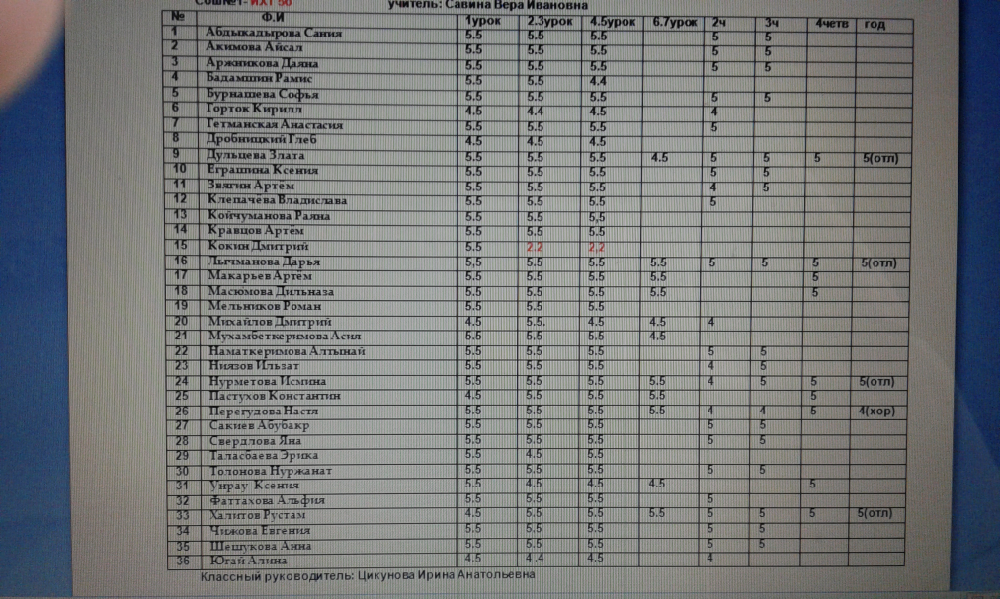 Сош№1- ИХТ 5б учитель: Савина Вера Ивановна
№ Ф.И 1урок 2.3урок 4.5урок 6.7урок 2ч 3ч 4четв год
1 Абдыкадырова Сания 5.5 5.5 5.5 5 5
2 Акимова Айсал 5.5 5.5 5.5 5 5
3 Аржникова Даяна 5.5 5.5 5.5 5 5
4 Бадамшин Рамис 5.5 5.5 4.4
5 Бурнашева Софья 5.5 5.5 5.5 5 5
6 Горток Кирилл 4.5 4.4 4.5 4
7 Гетманская Анастасия 5.5 5.5 5.5 5
8 Дробницкий Глеб 4.5 4.5 4.5
9 Дульцева Злата 5.5 5.5 5.5 4.5 5 5 5 5(отл)
10 Еграшина Ксения 5.5 5.5 5.5 5 5
11 Звягин Артём 5.5 5.5 5.5 4 5
12 Клепачёва Владислава 5.5 5.5 5.5 5
13 Койчуманова Раяна 5.5 5.5 5,5
14 Кравцов Артём 5.5 5.5 5.5
15 Кокин Дмитрий 5.5 2.2 2,2
16 Лычманова Дарья 5,5 5.5 5.5 5.5 5 5 5 5(отл)
17 Макарьев Артём 5.5 5.5 5.5 5.5 5
18 Масюмова Дильназа 5.5 5.5 5.5 5.5 5
19 Мельников Роман 5.5 5.5 5.5
20 Михайлов Дмитрий 4.5 5.5. 4.5 4.5 4
21 Мухамбеткеримова Асия 5.5 5.5 5.5 4.5
22 Наматкеримова Алтынай 5.5 5.5 5.5 5 5
23 Ниязов Ильзат 5.5 5.5 5.5 4 5
24 Нурметова Исмина 5.5 5.5 5.5 5.5 4 5 5 5(отл)
25 Пастухов Константин 4.5 5.5 5.5 5.5 5
26 Перегудова Настя 5.5 5.5 5.5 5.5 4 4 5 4(хор)
27 Сакиев Абубакр 5.5 5.5 5.5 5 5
28 Свердлова Яна 5.5 5.5 5.5 5 5
29 Таласбаева Эрика 5.5 4.5 5.5
30 Толонова Нуржанат 5.5 5.5 5.5 5 5
31 Унрау Ксения 5.5 4.5 4.5 4.5 5
32 Фаттахова Альфия 5.5 5.5 5.5 5
33 Халитов Рустам 4.5 5.5 5.5 5.5 5 5 5 5(отл)
34 Чижова Евгения 5.5 5.5 5.5 5 5
35 Шешукова Анна 5.5 5.5 5.5 5 5
36 Югай Алина 4.5 4.4 4.5 4
Классный руководитель: Цикунова Ирина Анатольевна